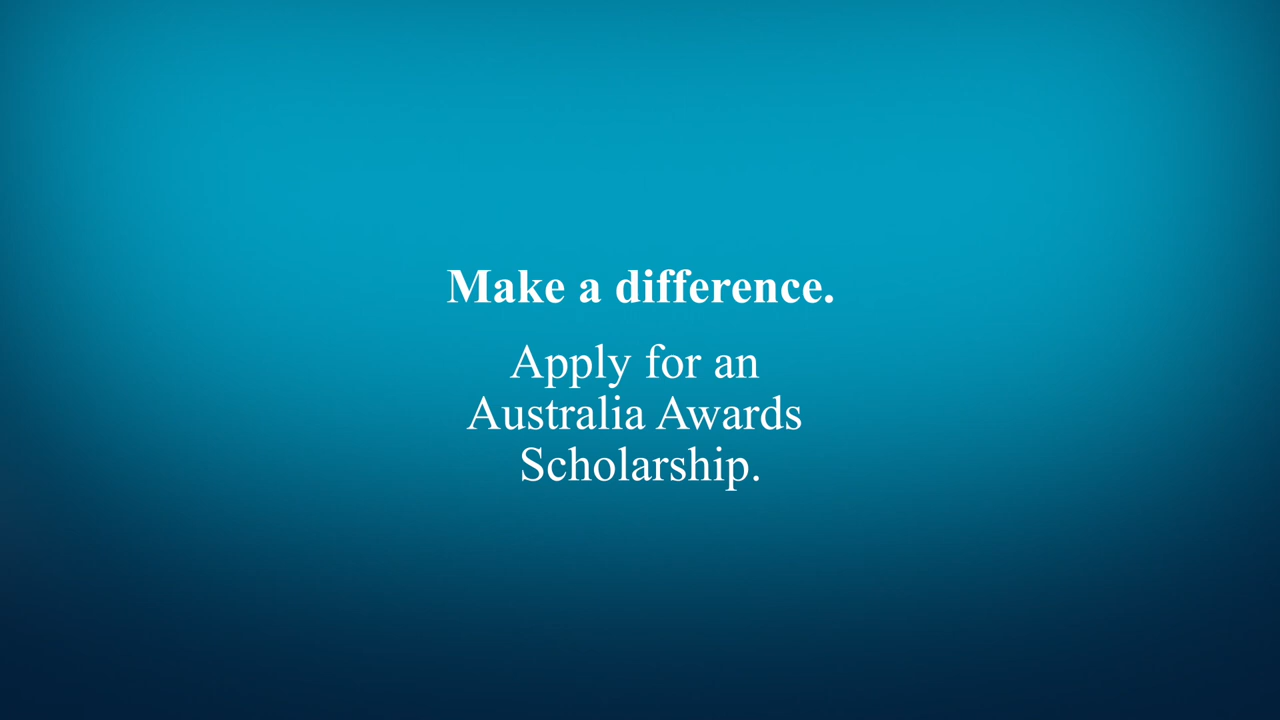 Make a difference.
Apply for an
Australia Awards
Scholarship.